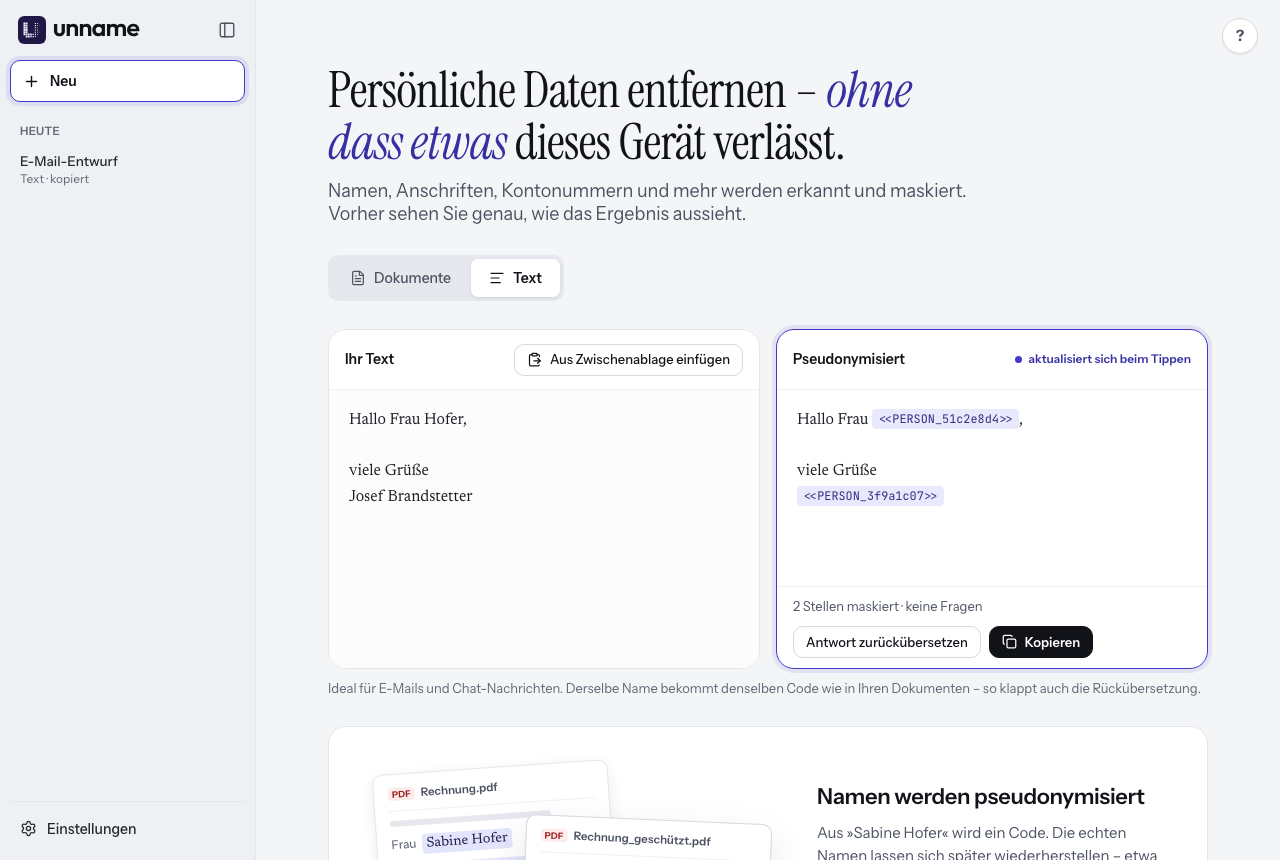 unname
?
Neu
HEUTE
E-Mail-Entwurf
Text · kopiert
Einstellungen
Persönliche Daten entfernen – ohne
dass etwas dieses Gerät verlässt.
Namen, Anschriften, Kontonummern und mehr werden erkannt und maskiert.
Vorher sehen Sie genau, wie das Ergebnis aussieht.
Dokumente
Text
Ihr Text
Aus Zwischenablage einfügen
Hallo Frau Hofer,
viele Grüße
Josef Brandstetter
Pseudonymisiert
aktualisiert sich beim Tippen
Hallo Frau <<PERSON_51c2e8d4>>,
viele Grüße
<<PERSON_3f9a1c07>>
2 Stellen maskiert · keine Fragen
Antwort zurückübersetzen
Kopieren
Ideal für E-Mails und Chat-Nachrichten. Derselbe Name bekommt denselben Code wie in Ihren Dokumenten – so klappt auch die Rückübersetzung.
PDF Rechnung.pdf
Frau Sabine Hofer
PDF Rechnung_geschützt.pdf
Namen werden pseudonymisiert
Aus »Sabine Hofer« wird ein Code. Die echten
Namen lassen sich später wiederherstellen – etwa